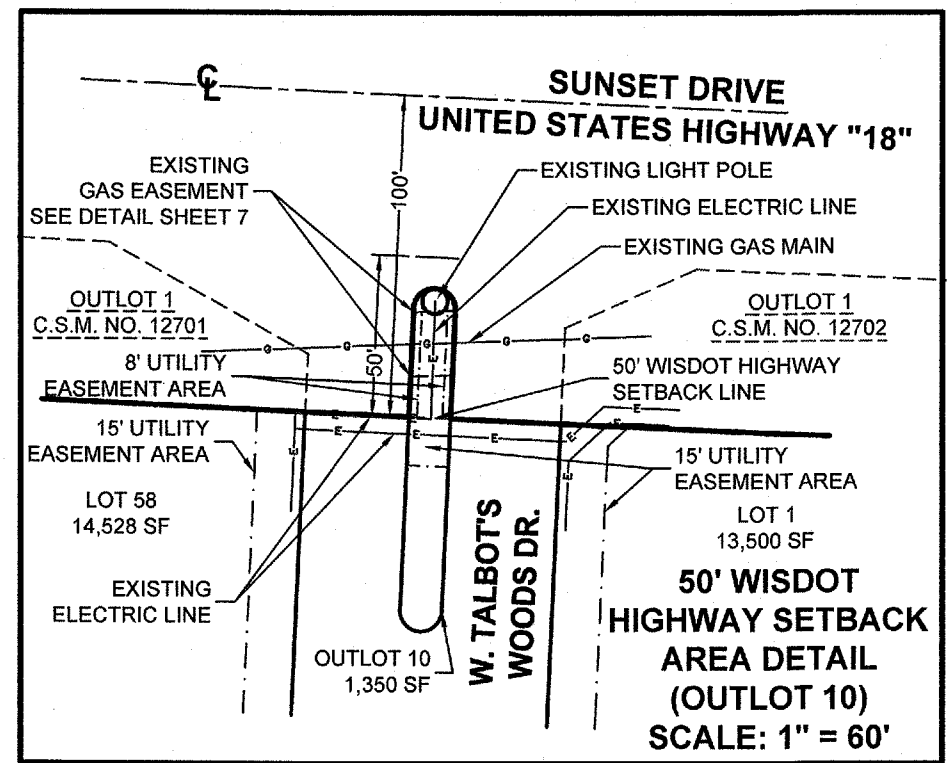 ℄
SUNSET DRIVE
UNITED STATES HIGHWAY "18"
EXISTING
GAS EASEMENT
SEE DETAIL SHEET 7
100'
EXISTING LIGHT POLE
EXISTING ELECTRIC LINE
EXISTING GAS MAIN
OUTLOT 1
C.S.M. NO. 12701
OUTLOT 1
C.S.M. NO. 12702
G G G G G
50'
E
8' UTILITY
EASEMENT AREA
50' WISDOT HIGHWAY
SETBACK LINE
E E E E E
E E
E E
15' UTILITY
EASEMENT AREA
15' UTILITY
EASEMENT AREA
LOT 58
14,528 SF
LOT 1
13,500 SF
EXISTING
ELECTRIC LINE
W. TALBOT'S
WOODS DR.
OUTLOT 10
1,350 SF
50' WISDOT
HIGHWAY SETBACK
AREA DETAIL
(OUTLOT 10)
SCALE: 1" = 60'